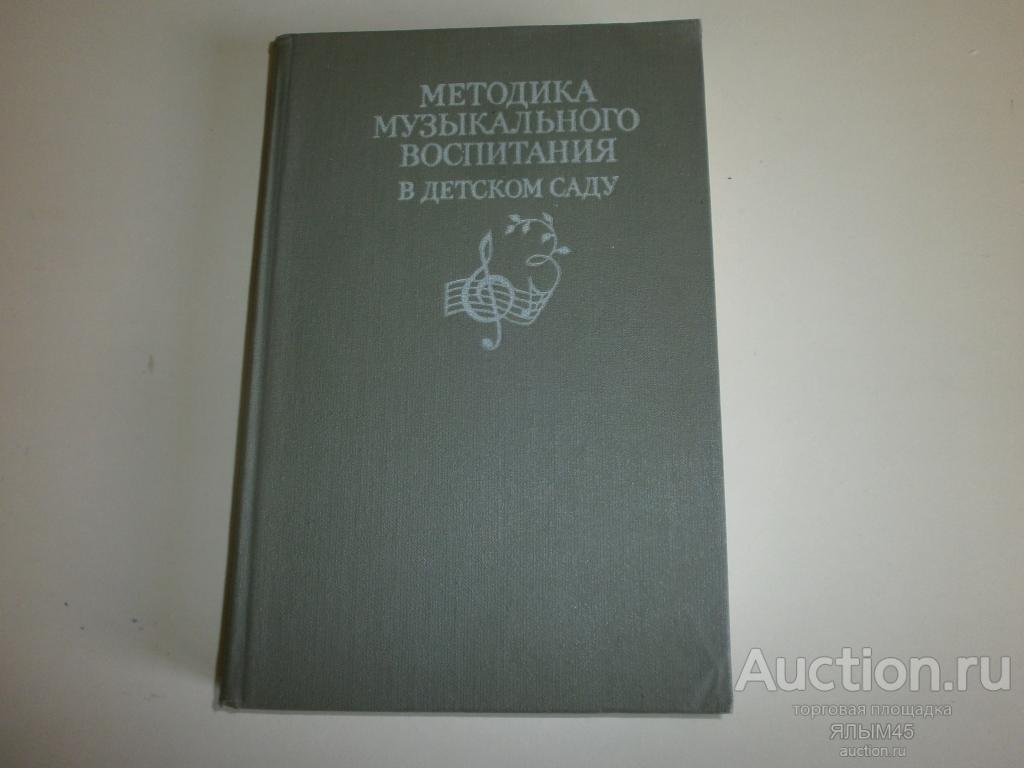 МЕТОДИКА
МУЗЫКАЛЬНОГО
ВОСПИТАНИЯ
В ДЕТСКОМ САДУ
Auction.ru
торговая площадка
ЯЛЫМ45
auction.ru